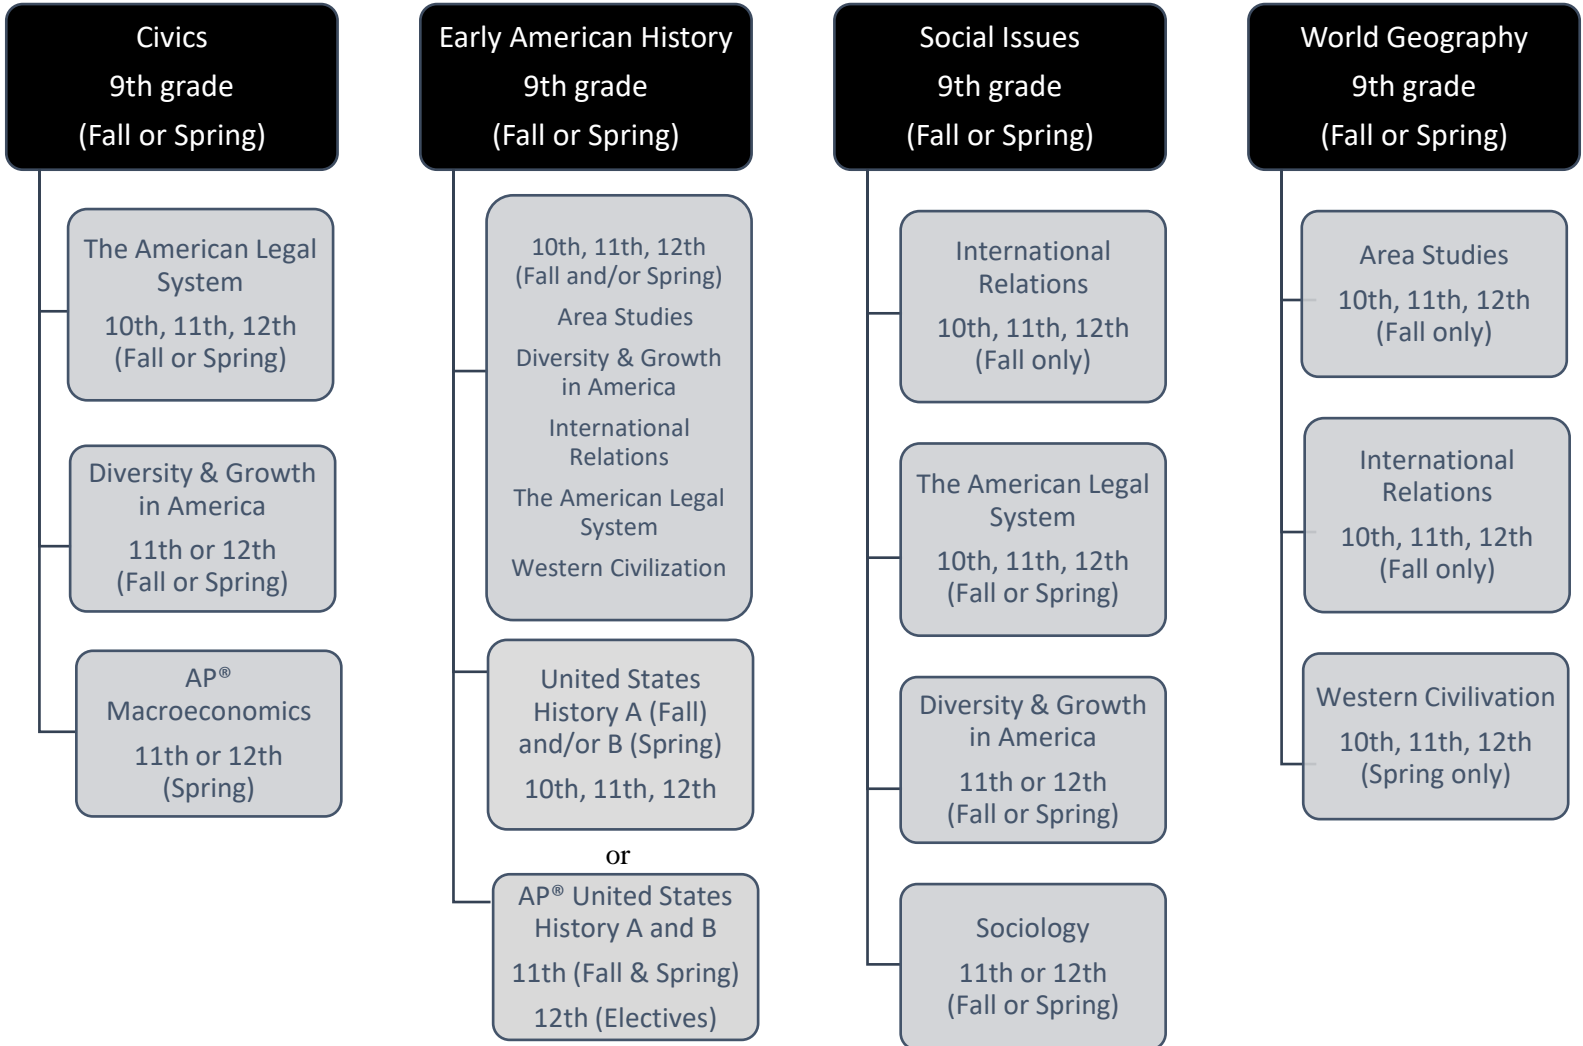 Civics
9th grade
(Fall or Spring)
The American Legal
System
10th, 11th, 12th
(Fall or Spring)
Diversity & Growth
in America
11th or 12th
(Fall or Spring)
AP®
Macroeconomics
11th or 12th
(Spring)
Early American History
9th grade
(Fall or Spring)
10th, 11th, 12th
(Fall and/or Spring)
Area Studies
Diversity & Growth
in America
International
Relations
The American Legal
System
Western Civilization
United States
History A (Fall)
and/or B (Spring)
10th, 11th, 12th
or
AP® United States
History A and B
11th (Fall & Spring)
12th (Electives)
Social Issues
9th grade
(Fall or Spring)
International
Relations
10th, 11th, 12th
(Fall only)
The American Legal
System
10th, 11th, 12th
(Fall or Spring)
Diversity & Growth
in America
11th or 12th
(Fall or Spring)
Sociology
11th or 12th
(Fall or Spring)
World Geography
9th grade
(Fall or Spring)
Area Studies
10th, 11th, 12th
(Fall only)
International
Relations
10th, 11th, 12th
(Fall only)
Western Civilivation
10th, 11th, 12th
(Spring only)